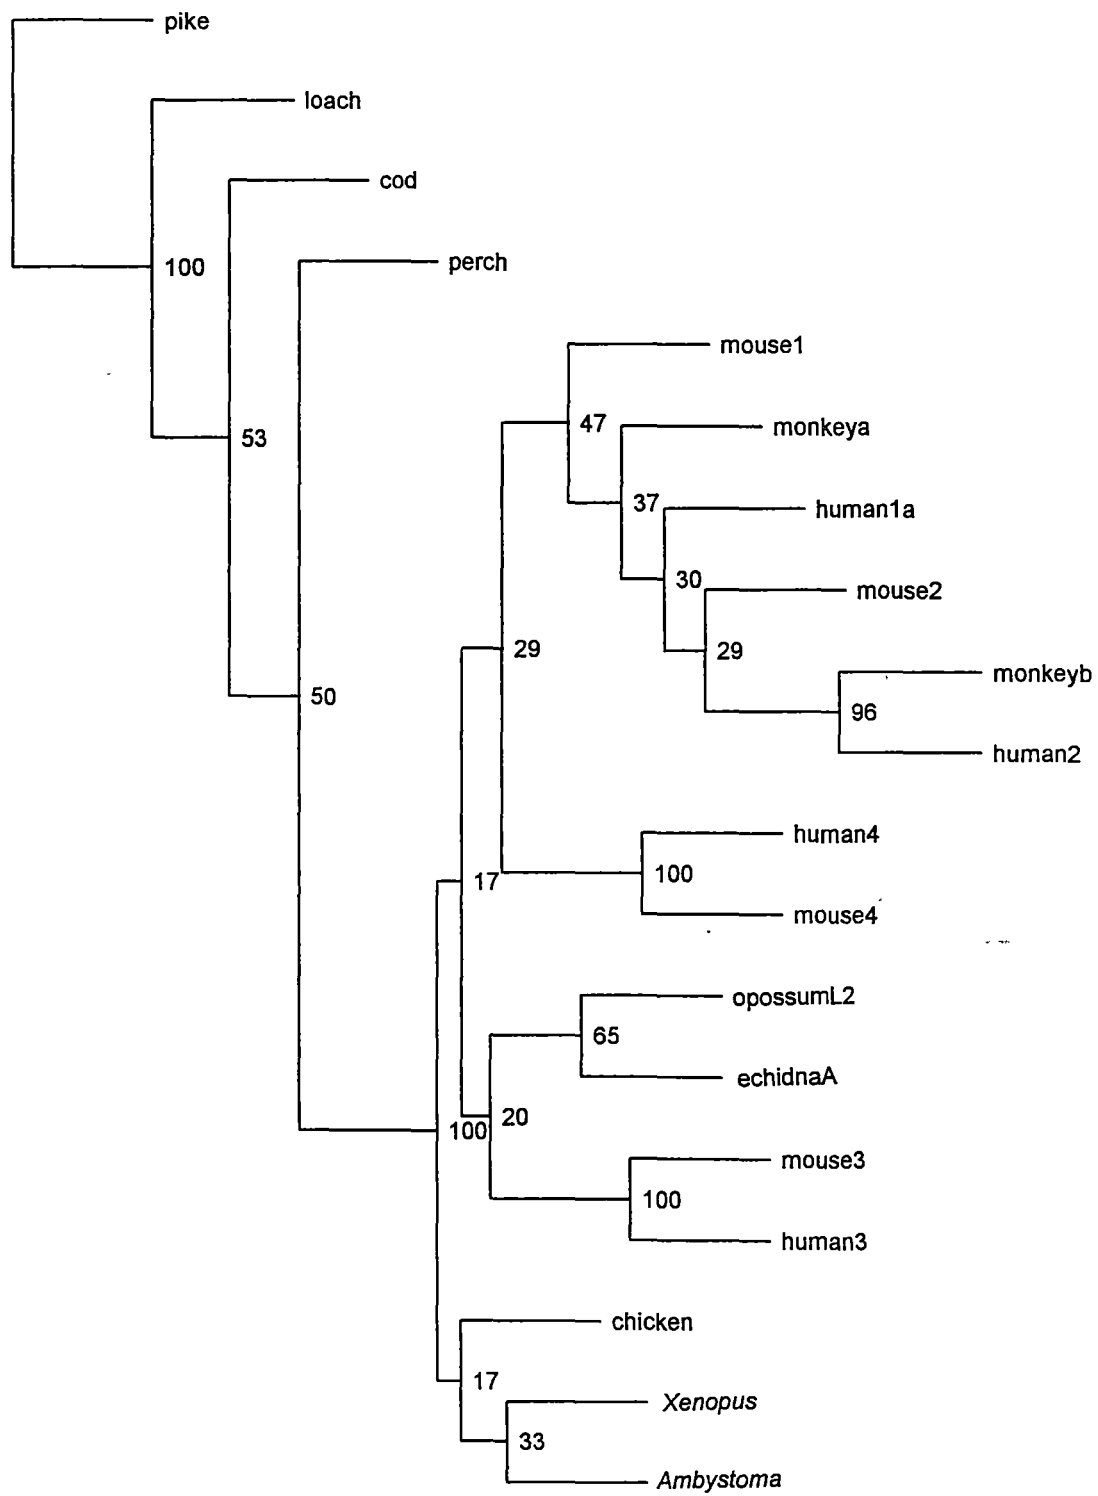 pike
loach
cod
100
perch
mouse1
47
monkeya
53
37
human1a
30
mouse2
29
29
monkeyb
50
96
human2
human4
17
100
mouse4
opossumL2
65
echidnaA
100
20
mouse3
100
human3
chicken
17
Xenopus
33
Ambystoma